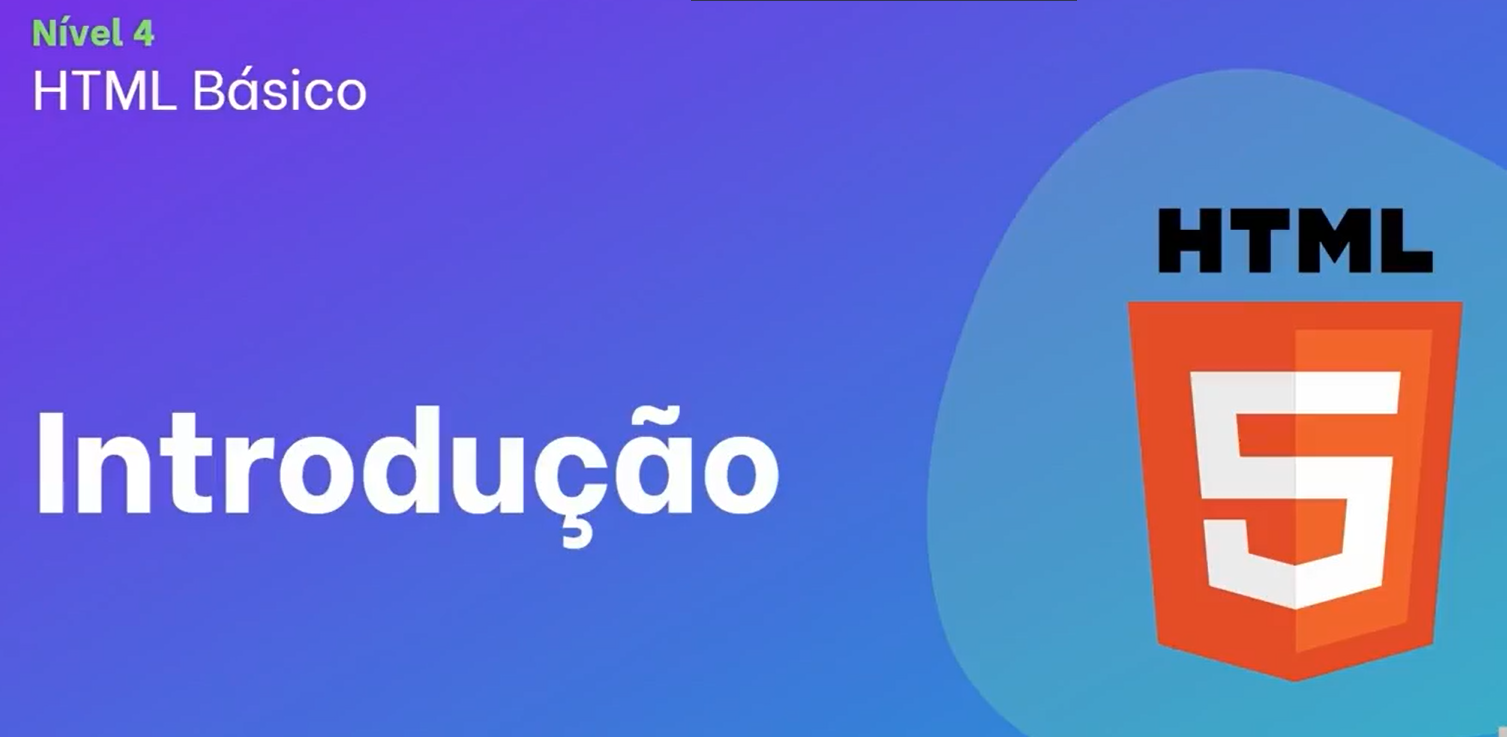 Nível 4
HTML Básico
Introdução
HTML
5